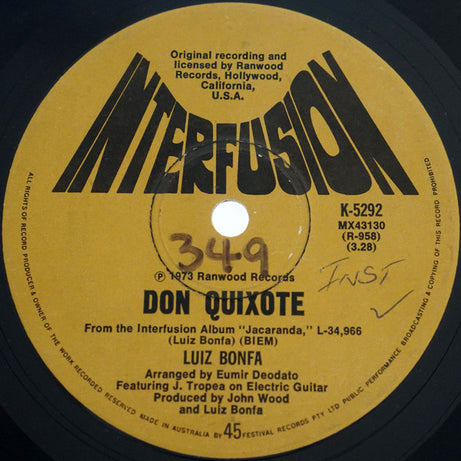 Original recording and
licensed by Ranwood
Records, Hollywood,
California,
U.S.A.
INTERFUSION
K-5292
MX43130
(R-958)
(3.28)
349
INST
℗ 1973 Ranwood Records
DON QUIXOTE
From the Interfusion Album "Jacaranda," L-34,966
(Luiz Bonfa) (BIEM)
LUIZ BONFA
Arranged by Eumir Deodato
Featuring J. Tropea on Electric Guitar
Produced by John Wood
and Luiz Bonfa
45
ALL RIGHTS OF RECORD PRODUCER & OWNER OF THE WORK RECORDED RESERVED MADE IN AUSTRALIA BY FESTIVAL RECORDS PTY LTD PUBLIC PERFORMANCE BROADCASTING & COPYING OF THIS RECORD PROHIBITED